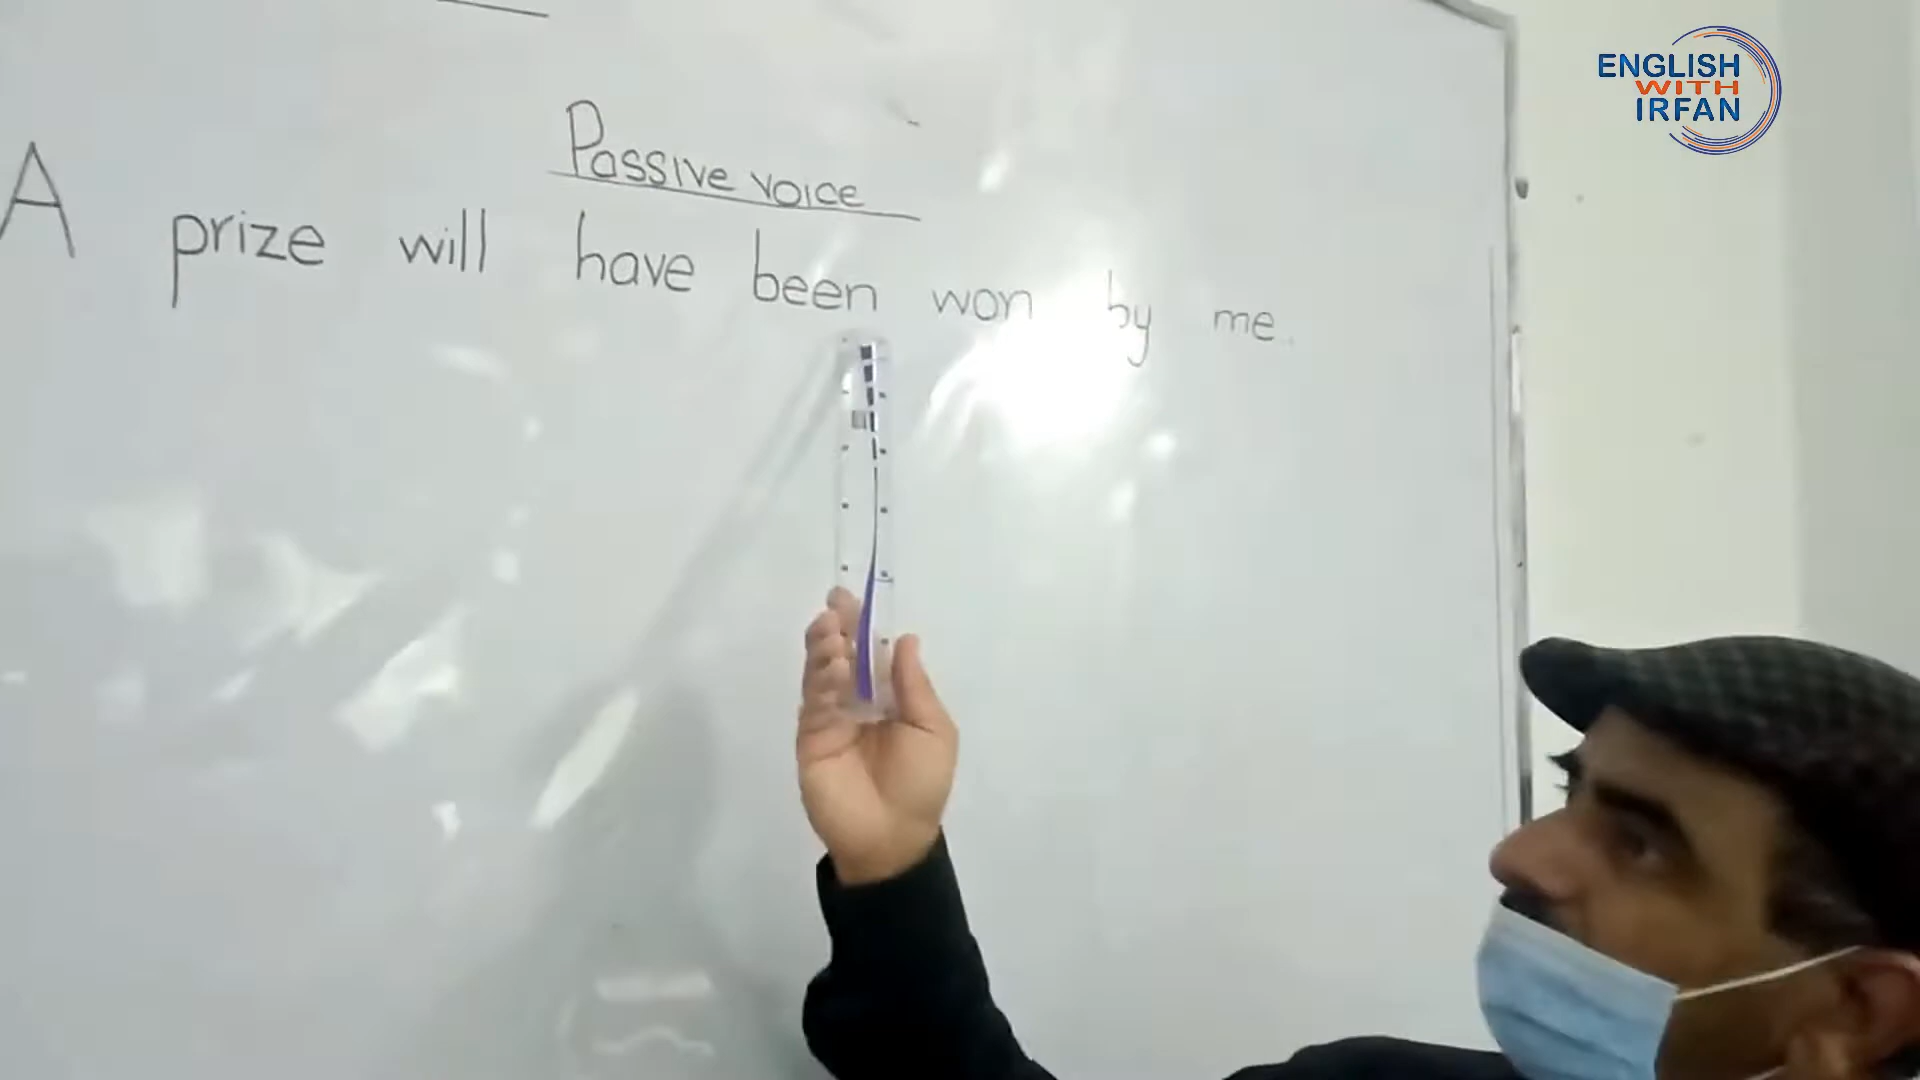 ENGLISH
WITH
IRFAN
Passive voice
A prize will have been won by me.